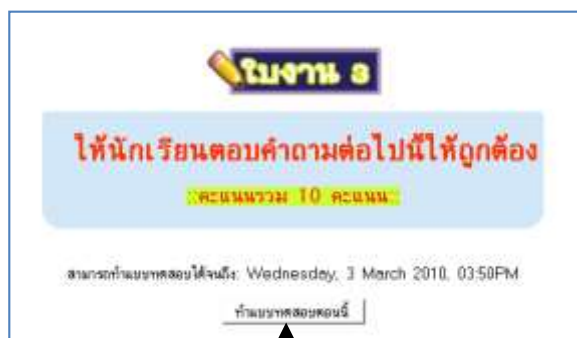 ใบงาน 3
ให้นักเรียนตอบคำถามต่อไปนี้ให้ถูกต้อง
คะแนนรวม 10 คะแนน
สามารถทำแบบทดสอบได้จนถึง: Wednesday, 3 March 2010, 03:50PM
ทำแบบทดสอบตอนนี้